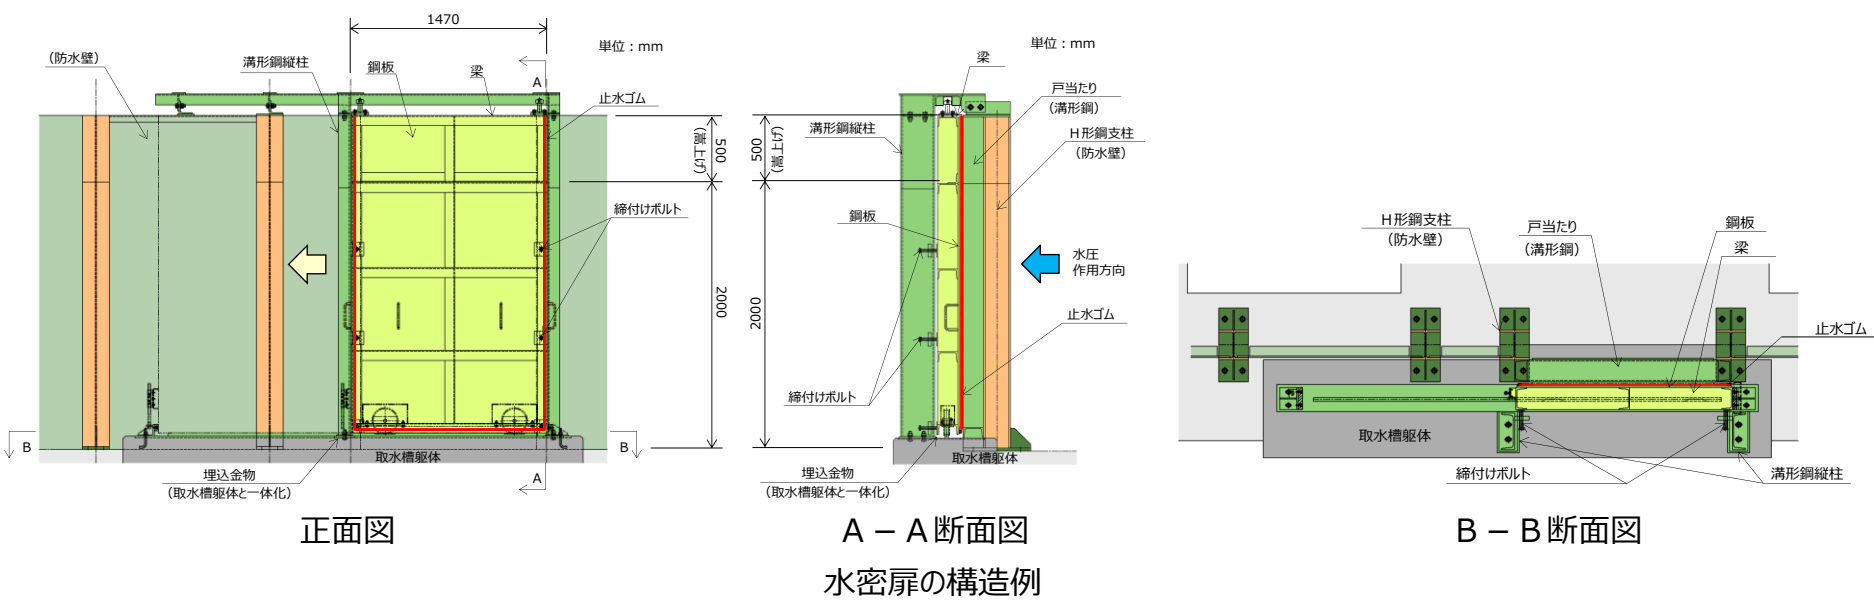 1470
単位：mm
(防水壁)
溝形鋼縦柱
鋼板
梁
A
止水ゴム
500
(嵩上げ)
締付けボルト
2000
B
B
取水槽躯体
埋込金物
(取水槽躯体と一体化)
A
正面図
単位：mm
梁
戸当たり
(溝形鋼)
溝形鋼縦柱
500
(嵩上げ)
H形鋼支柱
(防水壁)
鋼板
水圧
作用方向
2000
止水ゴム
締付けボルト
取水槽躯体
埋込金物
(取水槽躯体と一体化)
A－A断面図
H形鋼支柱
(防水壁)
戸当たり
(溝形鋼)
鋼板
梁
止水ゴム
取水槽躯体
締付けボルト
溝形鋼縦柱
B－B断面図
水密扉の構造例